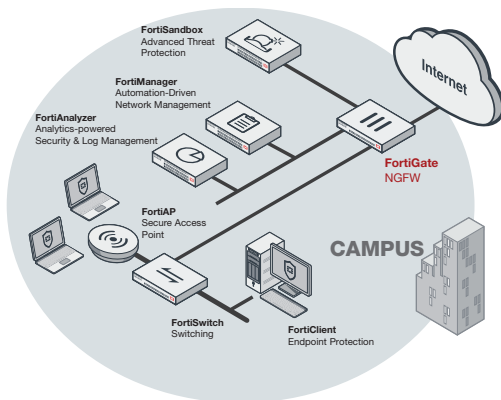 FortiSandbox
Advanced Threat
Protection
FortiManager
Automation-Driven
Network Management
FortiAnalyzer
Analytics-powered
Security & Log Management
Internet
FortiGate
NGFW
FortiAP
Secure Access
Point
CAMPUS
FortiSwitch
Switching
FortiClient
Endpoint Protection